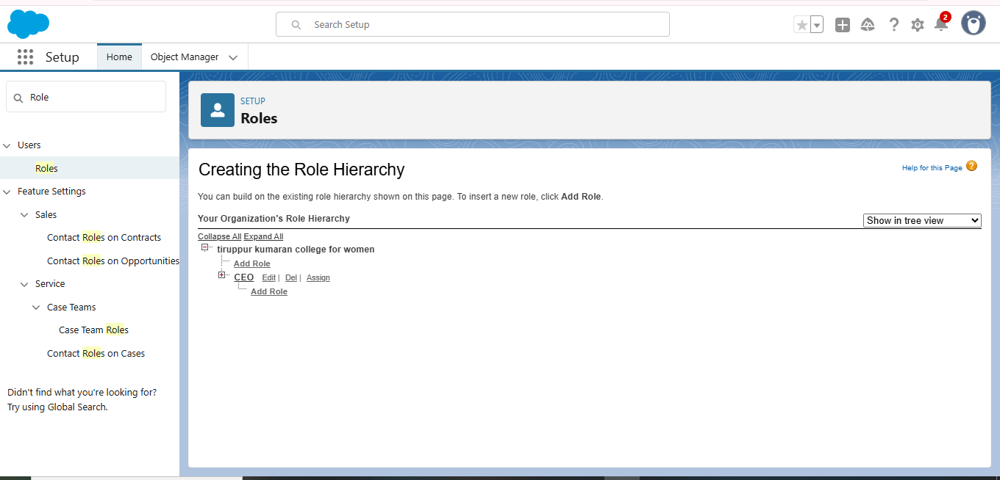 Search Setup
2
Setup
Home
Object Manager
Role
Users
Roles
Feature Settings
Sales
Contact Roles on Contracts
Contact Roles on Opportunities
Service
Case Teams
Case Team Roles
Contact Roles on Cases
Didn't find what you're looking for?
Try using Global Search.
SETUP
Roles
Creating the Role Hierarchy
Help for this Page ?
You can build on the existing role hierarchy shown on this page. To insert a new role, click Add Role.
Your Organization's Role Hierarchy
Show in tree view
Collapse All Expand All
tiruppur kumaran college for women
Add Role
CEO Edit | Del | Assign
Add Role